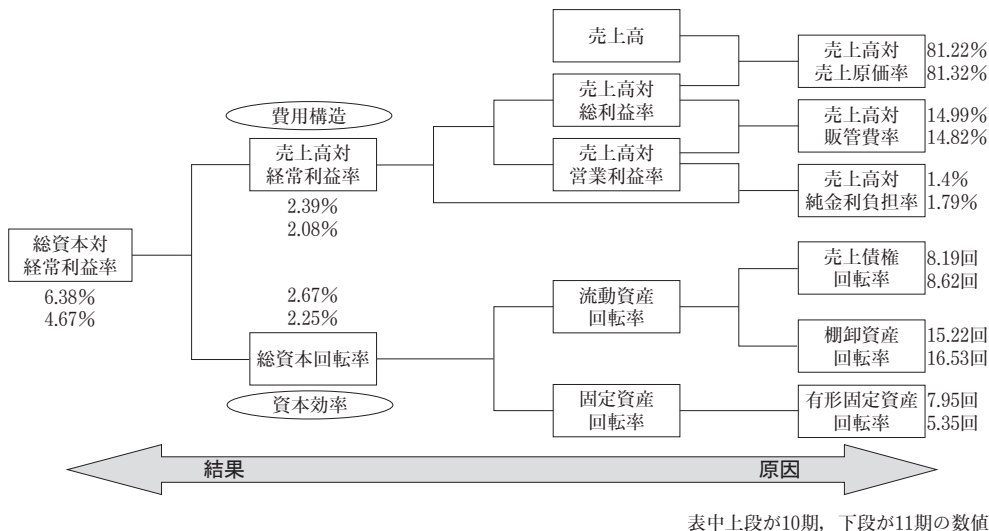 総資本対
経常利益率
6.38%
4.67%
費用構造
売上高対
経常利益率
2.39%
2.08%
2.67%
2.25%
総資本回転率
資本効率
売上高
売上高対
総利益率
売上高対
営業利益率
流動資産
回転率
固定資産
回転率
売上高対
売上原価率
81.22%
81.32%
売上高対
販管費率
14.99%
14.82%
売上高対
純金利負担率
1.4%
1.79%
売上債権
回転率
8.19回
8.62回
棚卸資産
回転率
15.22回
16.53回
有形固定資産
回転率
7.95回
5.35回
結果
原因
表中上段が10期，下段が11期の数値